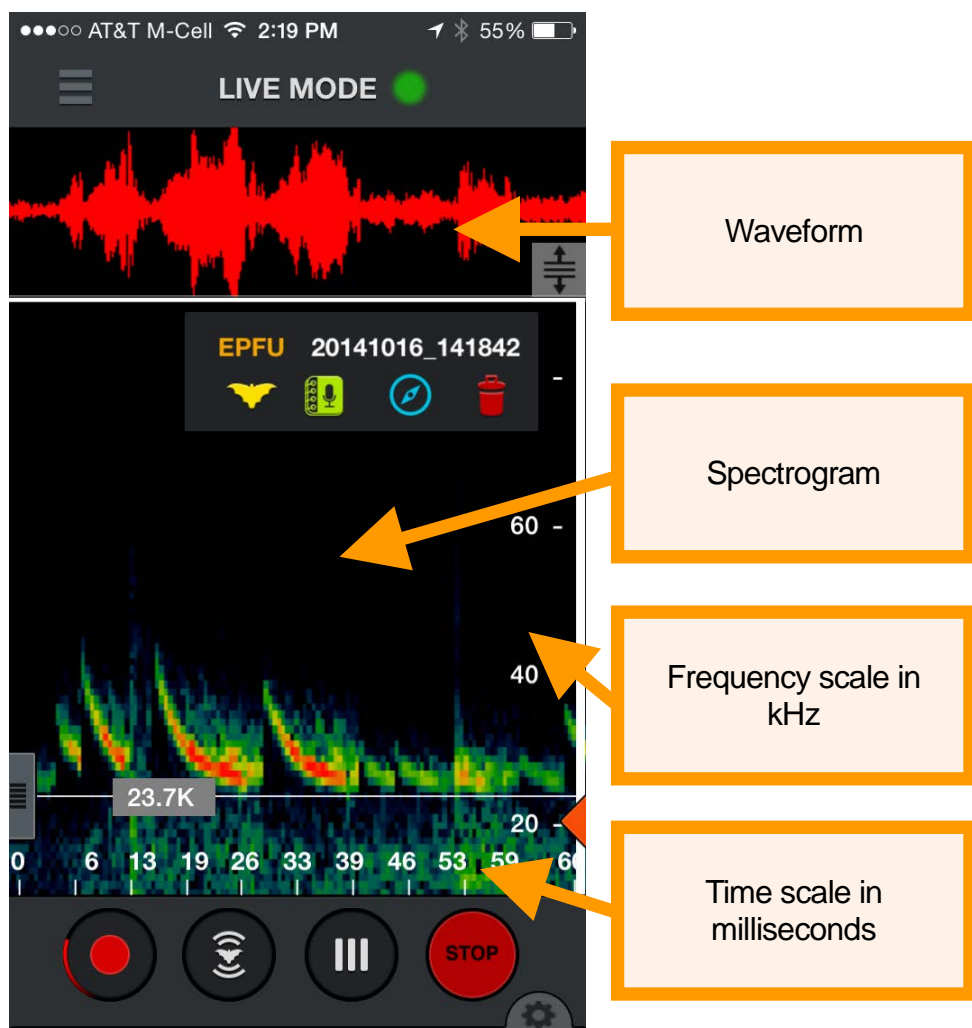 AT&T M-Cell 2:19 PM 55%
LIVE MODE
Waveform
EPFU 20141016_141842
Spectrogram
60 -
40
Frequency scale in
kHz
23.7K
20 -
0 6 13 19 26 33 39 46 53 59
Time scale in
milliseconds
STOP